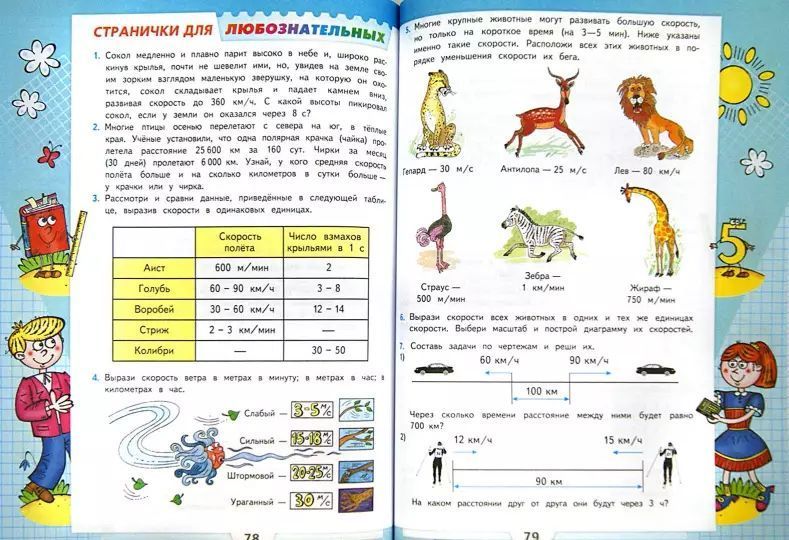 СТРАНИЧКИ ДЛЯ ЛЮБОЗНАТЕЛЬНЫХ
1. Сокол медленно и плавно парит высоко в небе и, широко рас-
кинув крылья, почти не шевелит ими, но, увидев на земле сво-
им зорким взглядом маленькую зверушку, на которую он охо-
тится, сокол складывает крылья и падает камнем вниз,
развивая скорость до 360 км/ч. С какой высоты пикировал
сокол, если у земли он оказался через 8 с?
2. Многие птицы осенью перелетают с севера на юг, в тёплые
края. Учёные установили, что одна полярная крачка (чайка) про-
летела расстояние 25 600 км за 160 сут. Чирки за месяц
(30 дней) пролетают 6 000 км. Узнай, у кого средняя скорость
полёта больше и на сколько километров в сутки больше —
у крачки или у чирка.
3. Рассмотри и сравни данные, приведённые в следующей табли-
це, выразив скорости в одинаковых единицах.
Скорость полёта
Число взмахов крыльями в 1 с
Аист 600 м/мин 2
Голубь 60 – 90 км/ч 3 – 8
Воробей 30 – 60 км/ч 12 – 14
Стриж 2 – 3 км/мин —
Колибри — 30 – 50
4. Вырази скорость ветра в метрах в минуту; в метрах в час; в
километрах в час.
Слабый — 3-5 м/с
Сильный — 15-18 м/с
Штормовой — 20-25 м/с
Ураганный — 30 м/с
78
5. Многие крупные животные могут развивать большую скорость,
но только на короткое время (на 3—5 мин). Ниже указаны
именно такие скорости. Расположи всех этих животных в по-
рядке уменьшения скорости их бега.
Гепард — 30 м/с
Антилопа — 25 м/с
Лев — 80 км/ч
Страус —
500 м/мин
Зебра —
1 км/мин
Жираф —
750 м/мин
5
6. Вырази скорости всех животных в одних и тех же единицах
скорости. Выбери масштаб и построй диаграмму их скоростей.
7. Составь задачи по чертежам и реши их.
1) 60 км/ч 90 км/ч
100 км
Через сколько времени расстояние между ними будет равно
700 км?
2) 12 км/ч 15 км/ч
90 км
На каком расстоянии друг от друга они будут через 3 ч?
79